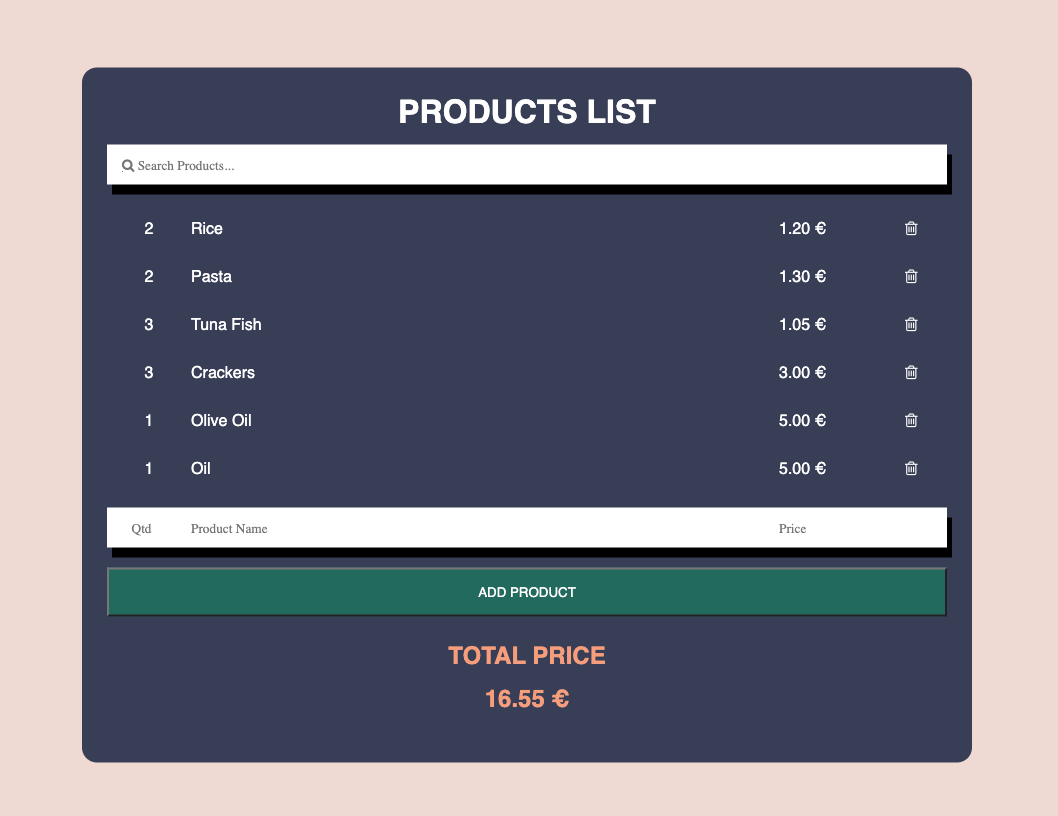 PRODUCTS LIST
Search Products...
2 Rice 1.20 €
2 Pasta 1.30 €
3 Tuna Fish 1.05 €
3 Crackers 3.00 €
1 Olive Oil 5.00 €
1 Oil 5.00 €
Qtd Product Name Price
ADD PRODUCT
TOTAL PRICE
16.55 €